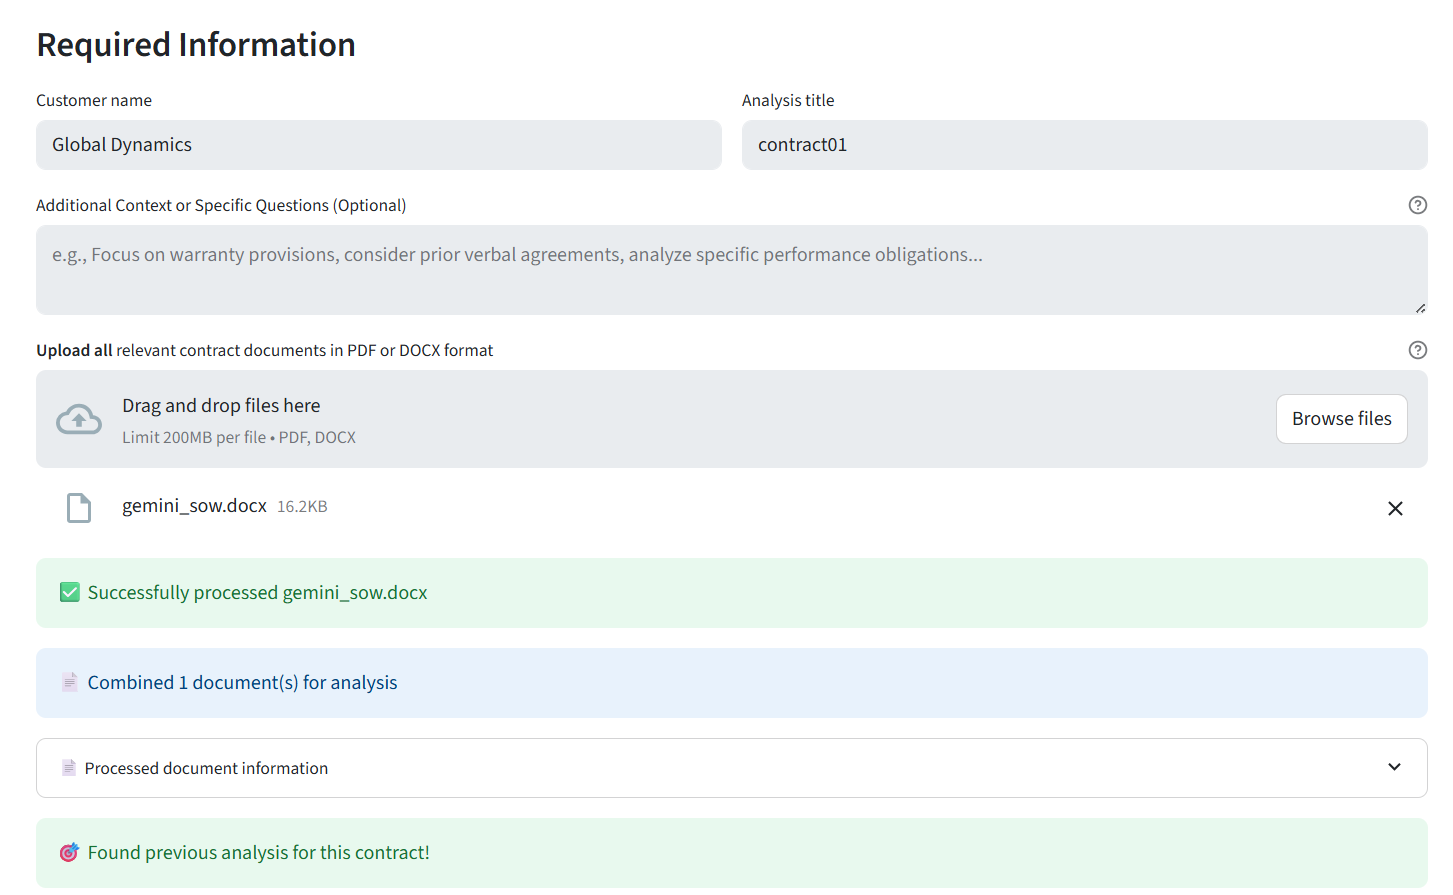 Required Information
Customer name
Analysis title
Global Dynamics
contract01
Additional Context or Specific Questions (Optional)
e.g., Focus on warranty provisions, consider prior verbal agreements, analyze specific performance obligations...
Upload all relevant contract documents in PDF or DOCX format
Drag and drop files here
Limit 200MB per file • PDF, DOCX
Browse files
gemini_sow.docx 16.2KB
Successfully processed gemini_sow.docx
Combined 1 document(s) for analysis
Processed document information
Found previous analysis for this contract!